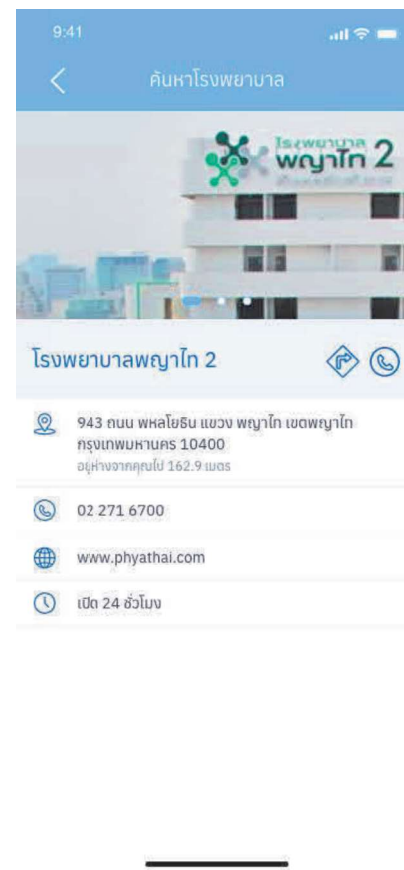 9:41
ค้นหาโรงพยาบาล
โรงพยาบาล
พญาไท 2
โรงพยาบาลพญาไท 2
943 ถนน พหลโยธิน แขวง พญาไท เขตพญาไท
กรุงเทพมหานคร 10400
อยู่ห่างจากคุณไป 162.9 เมตร
02 271 6700
www.phyathai.com
เปิด 24 ชั่วโมง